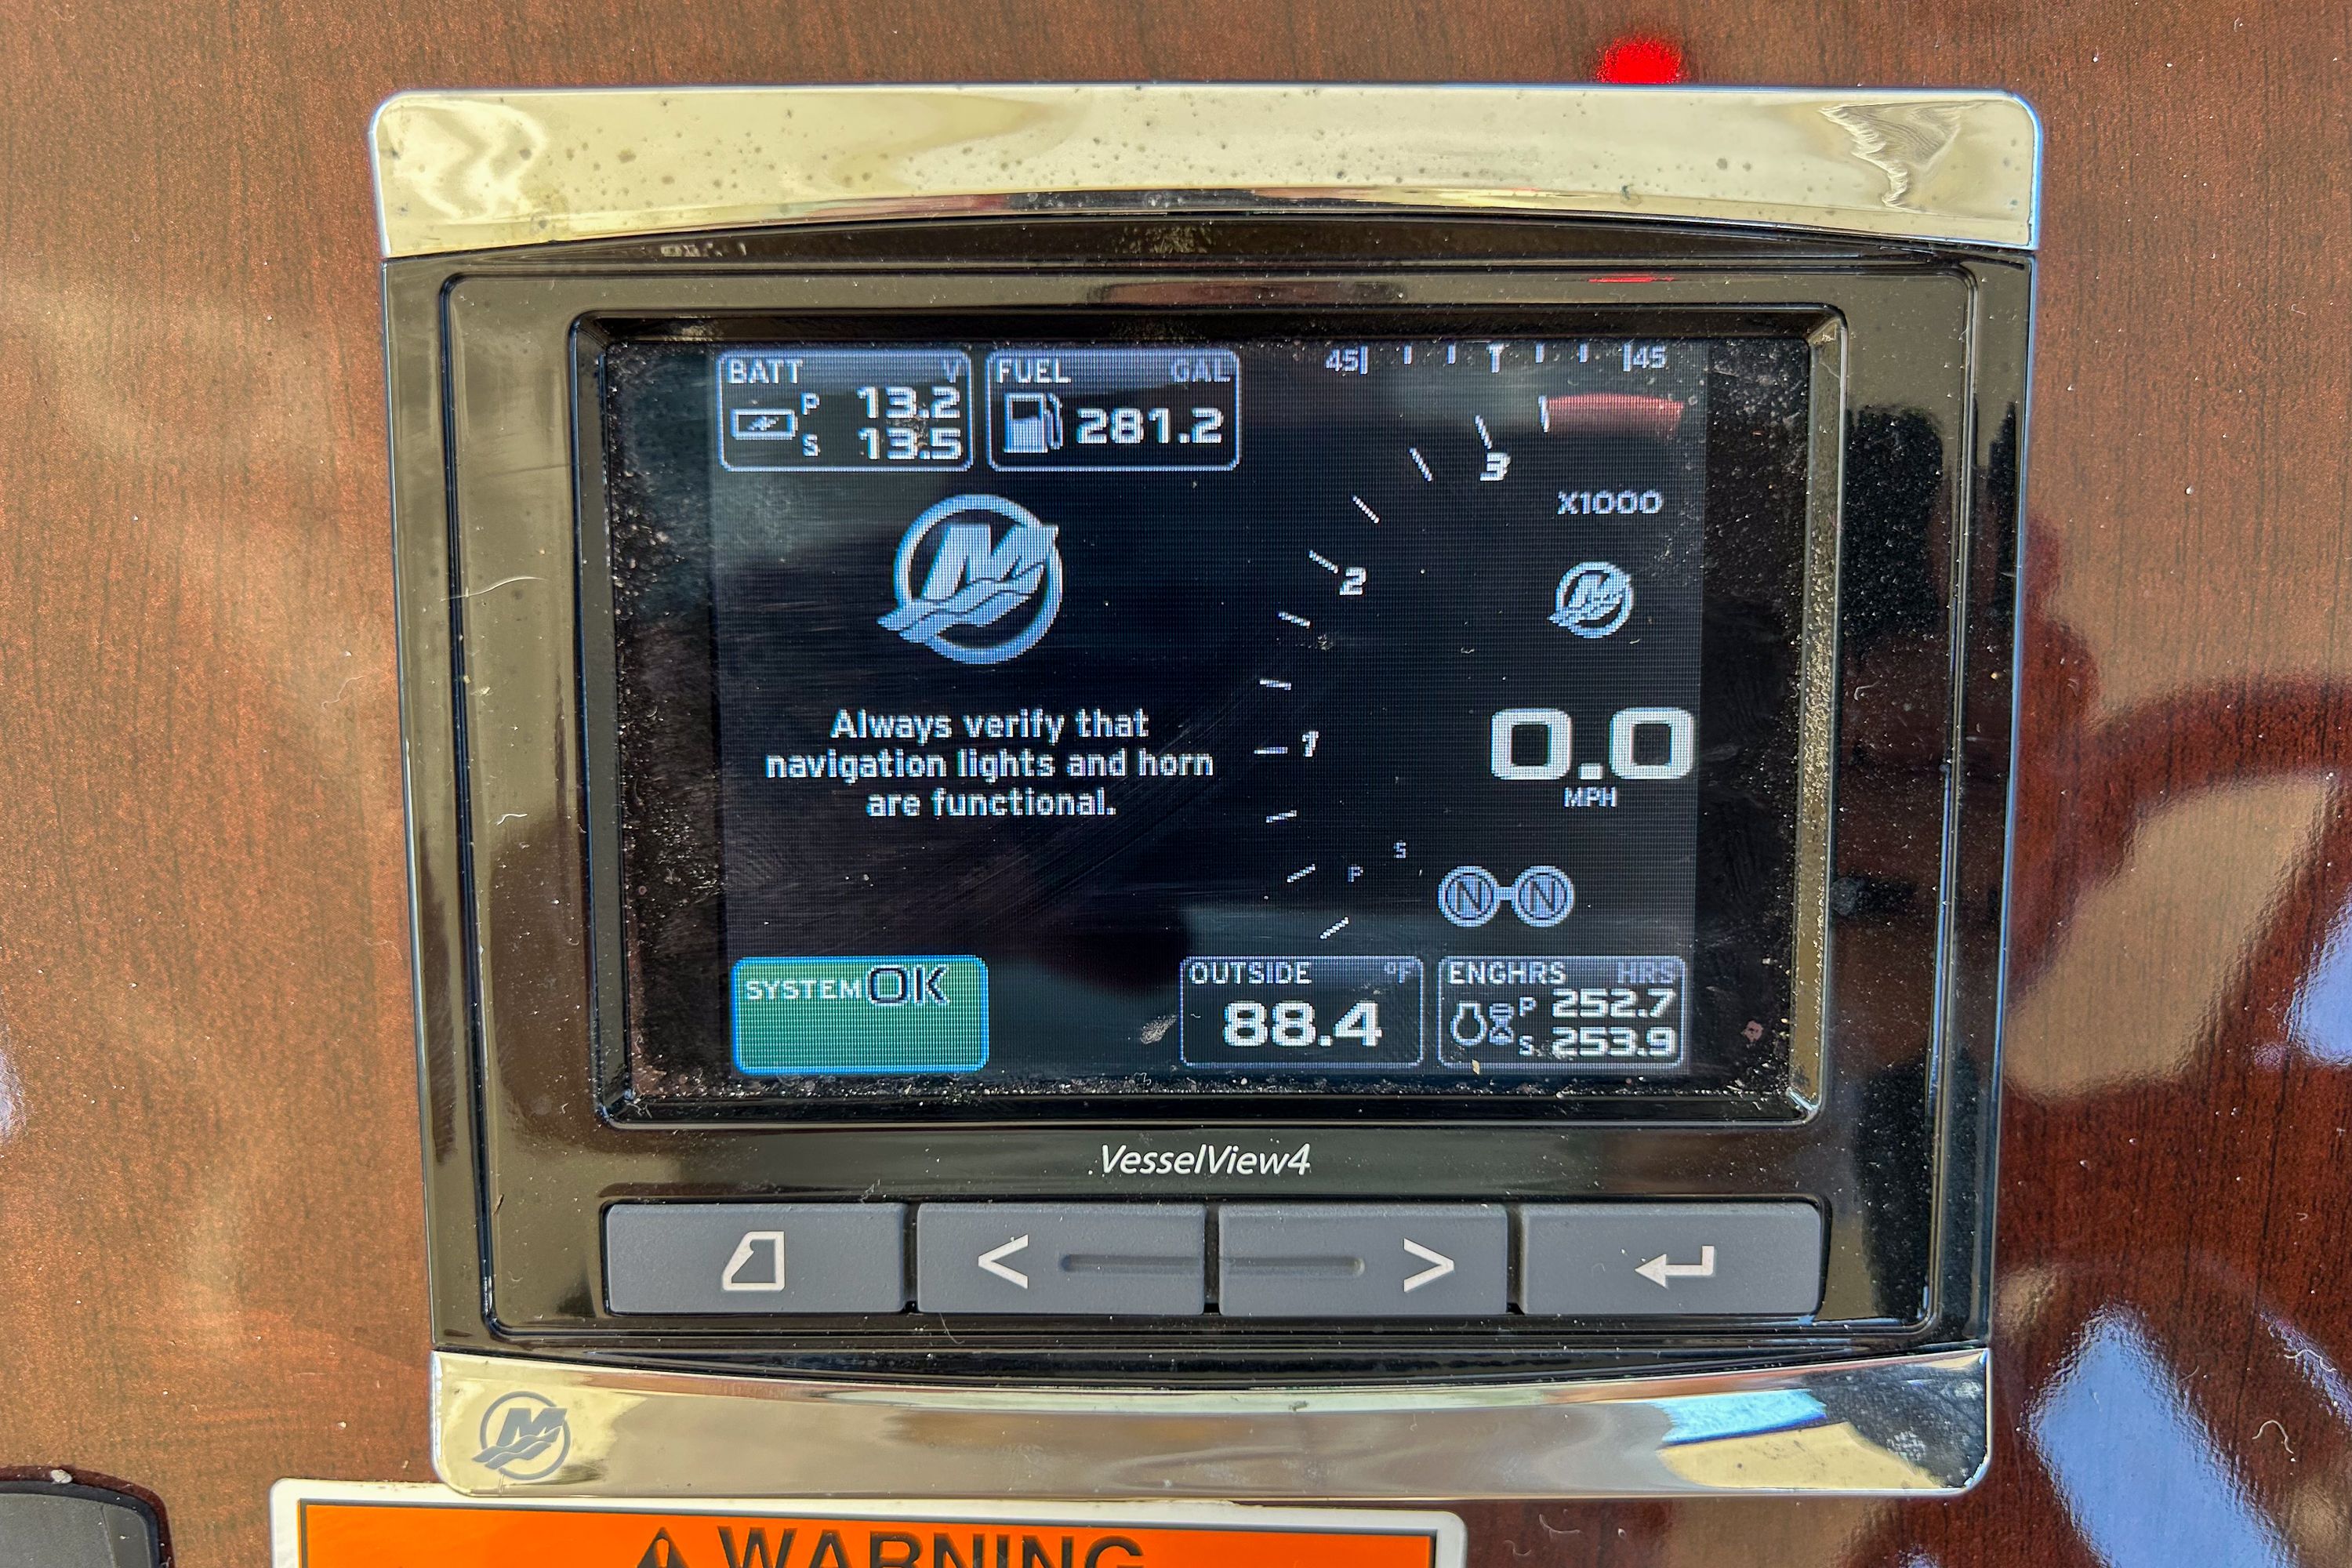 BATT V
P 13.2
S 13.5
FUEL GAL
281.2
45 45
3
X1000
2
Always verify that
navigation lights and horn
are functional.
1
0.0
MPH
S
P
N N
SYSTEM OK
OUTSIDE °F
88.4
ENGHRS HRS
P 252.7
S 253.9
VesselView4
< >
WARNING